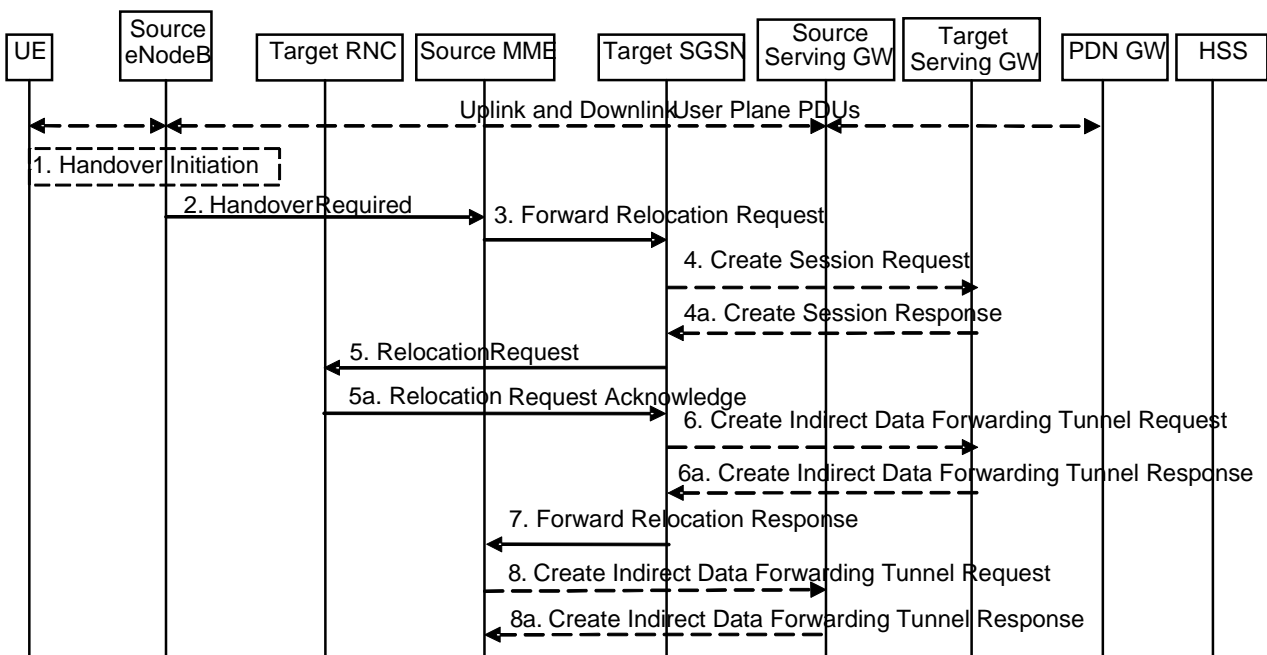 UE
Source
eNodeB
Target RNC
Source MME
Target SGSN
Source
Serving GW
Target
Serving GW
PDN GW
HSS
Uplink and Downlink User Plane PDUs
1. Handover Initiation
2. Handover Required
3. Forward Relocation Request
4. Create Session Request
4a. Create Session Response
5. Relocation Request
5a. Relocation Request Acknowledge
6. Create Indirect Data Forwarding Tunnel Request
6a. Create Indirect Data Forwarding Tunnel Response
7. Forward Relocation Response
8. Create Indirect Data Forwarding Tunnel Request
8a. Create Indirect Data Forwarding Tunnel Response